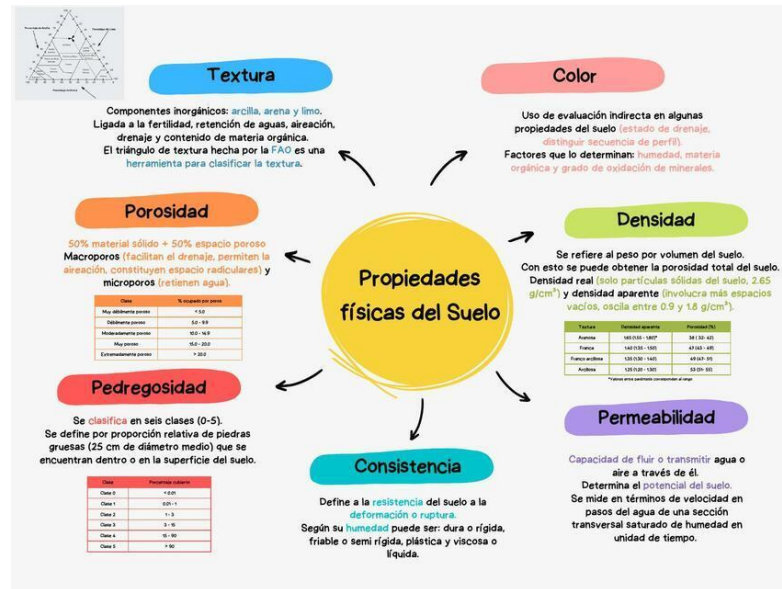 Textura
Componentes inorgánicos: arcilla, arena y limo.
Ligada a la fertilidad, retención de aguas, aireación,
drenaje y contenido de materia orgánica.
El triángulo de textura hecha por la FAO es una
herramienta para clasificar la textura.
Color
Uso de evaluación indirecta en algunas
propiedades del suelo (estado de drenaje,
distinguir secuencia de perfil).
Factores que lo determinan: humedad, materia
orgánica y grado de oxidación de minerales.
Porosidad
50% material sólido + 50% espacio poroso
Macroporos (facilitan el drenaje, permiten la
aireación, constituyen espacio radiculares) y
microporos (retienen agua).
Clase % ocupado por poros
Muy débilmente poroso < 5.0
Débilmente poroso 5.0 - 9.9
Moderadamente poroso 10.0 - 14.9
Muy poroso 15.0 - 20.0
Extremadamente poroso > 20.0
Propiedades
físicas del Suelo
Densidad
Se refiere al peso por volumen del suelo.
Con esto se puede obtener la porosidad total del suelo.
Densidad real (solo partículas sólidas del suelo, 2.65
g/cm³) y densidad aparente (involucra más espacios
vacíos, oscila entre 0.9 y 1.8 g/cm³).
Textura Densidad aparente Porosidad (%)
Arenosa
Franca
Franco arcillosa
Arcillosa
Pedregosidad
Se clasifica en seis clases (0-5).
Se define por proporción relativa de piedras
gruesas (25 cm de diámetro medio) que se
encuentran dentro o en la superficie del suelo.
Clase Porcentaje cubierto
Clase 0 < 0.01
Clase 1 0.01 - 1
Clase 2 1 - 3
Clase 3 3 - 15
Clase 4 15 - 90
Clase 5 > 90
Consistencia
Define a la resistencia del suelo a la
deformación o ruptura.
Según su humedad puede ser: dura o rígida,
friable o semi rígida, plástica y viscosa o
líquida.
Permeabilidad
Capacidad de fluir o transmitir agua o
aire a través de él.
Determina el potencial del suelo.
Se mide en términos de velocidad en
pasos del agua de una sección
transversal saturado de humedad en
unidad de tiempo.